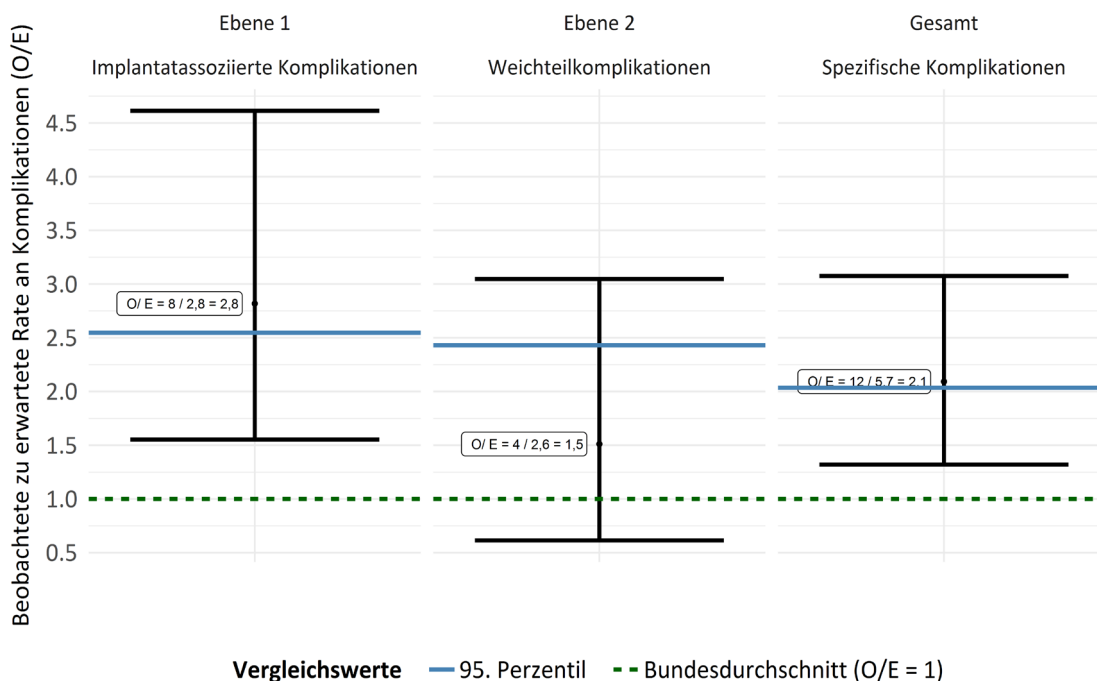 Ebene 1
Ebene 2
Gesamt
Implantatassoziierte Komplikationen
Weichteilkomplikationen
Spezifische Komplikationen
Beobachtete zu erwartete Rate an Komplikationen (O/E)
4.5
4.0
3.5
3.0
2.5
2.0
1.5
1.0
0.5
O/ E = 8 / 2,8 = 2,8
O/ E = 4 / 2,6 = 1,5
O/ E = 12 / 5,7 = 2,1
Vergleichswerte 95. Perzentil Bundesdurchschnitt (O/E = 1)